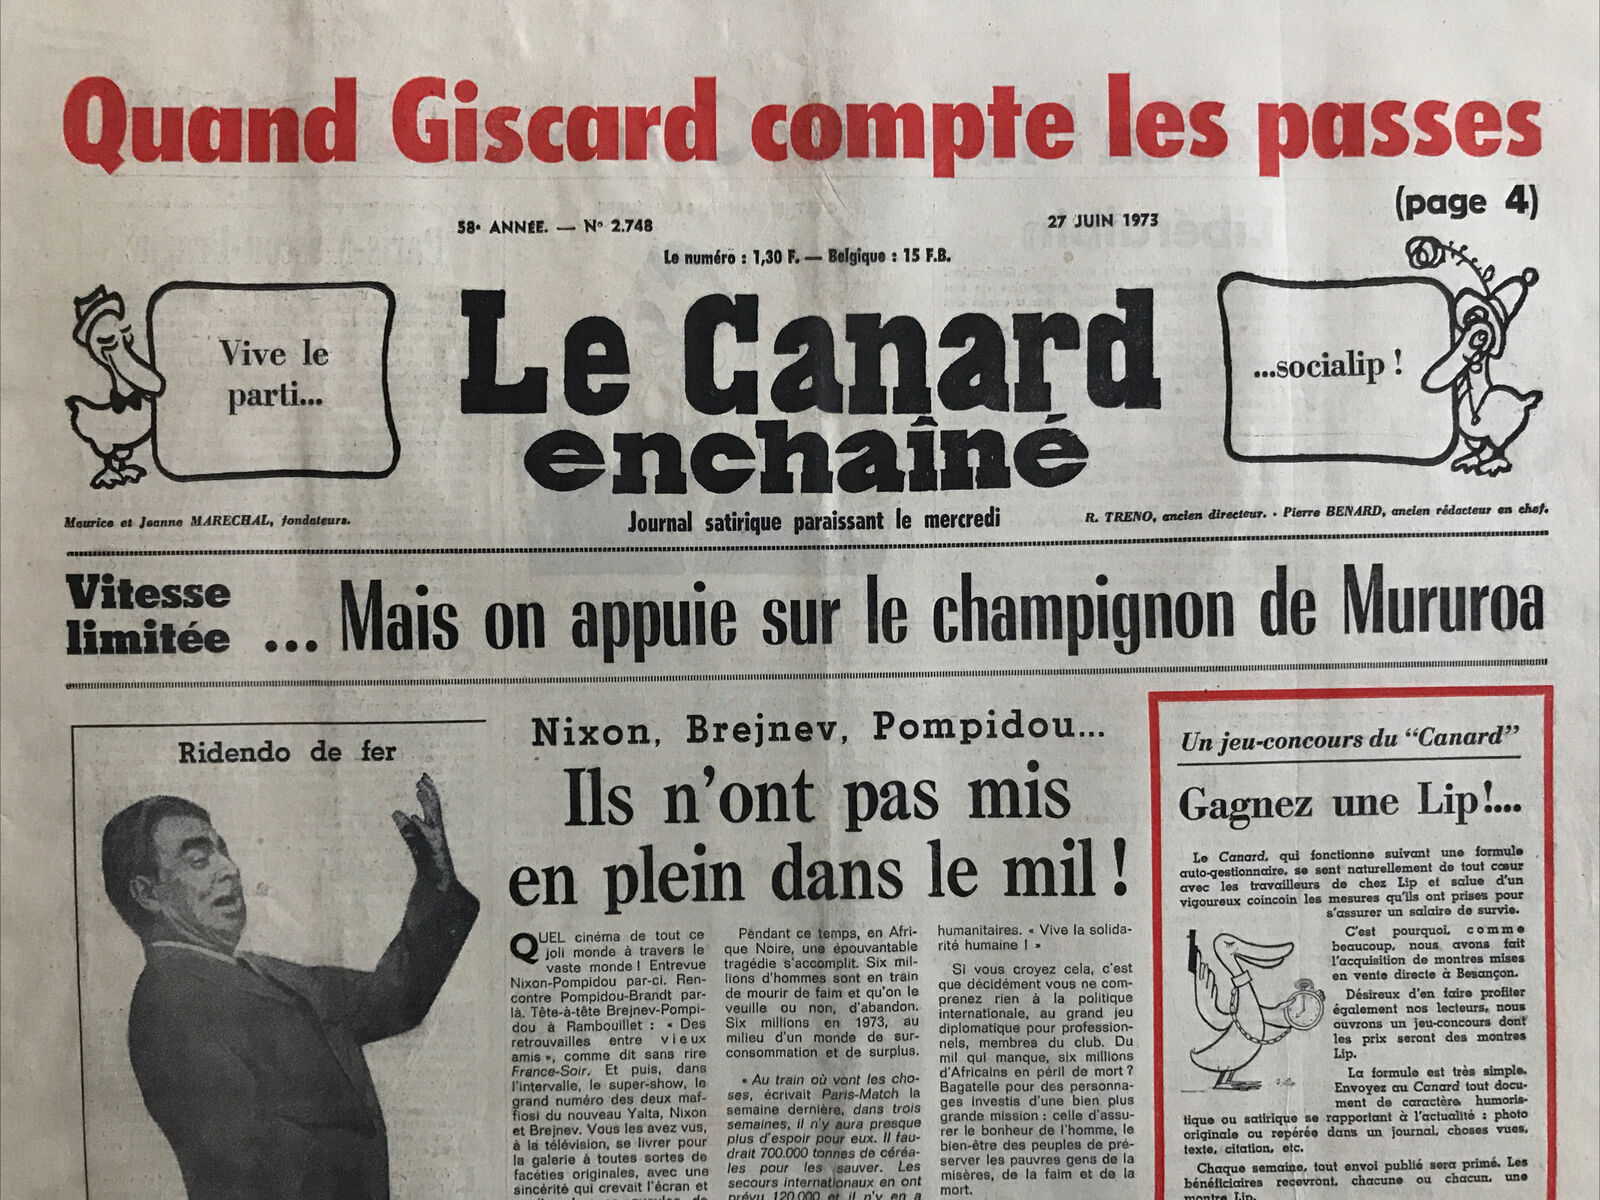 Quand Giscard compte les passes
(page 4)
58e ANNÉE. — No 2.748
27 JUIN 1973
Le numéro : 1,30 F. — Belgique : 15 F.B.
Vive le
parti...
Le Canard
enchaîné
...socialip !
Maurice et Jeanne MARECHAL, fondateurs.
Journal satirique paraissant le mercredi
R. TRENO, ancien directeur. - Pierre BENARD, ancien rédacteur en chef.
Vitesse
limitée ... Mais on appuie sur le champignon de Mururoa
Ridendo de fer
Nixon, Brejnev, Pompidou...
Ils n'ont pas mis
en plein dans le mil !
QUEL cinéma de tout ce
joli monde à travers le
vaste monde ! Entrevue
Nixon-Pompidou par-ci. Ren-
contre Pompidou-Brandt par-
là. Tête-à-tête Brejnev-Pompi-
dou à Rambouillet : « Des
retrouvailles entre vieux
amis », comme dit sans rire
France-Soir. Et puis, dans
l'intervalle, le super-show, le
grand numéro des deux maf-
fiosi du nouveau Yalta, Nixon
et Brejnev. Vous les avez vus,
à la télévision, se livrer pour
la galerie à toutes sortes de
facéties originales, avec une
sincérité qui crevait l'écran et
Pendant ce temps, en Afri-
que Noire, une épouvantable
tragédie s'accomplit. Six mil-
lions d'hommes sont en train
de mourir de faim et qu'on le
veuille ou non, d'abandon.
Six millions en 1973, au
milieu d'un monde de sur-
consommation et de surplus.
« Au train où vont les cho-
ses, écrivait Paris-Match la
semaine dernière, dans trois
semaines, il n'y aura presque
plus d'espoir pour eux. Il fau-
drait 700.000 tonnes de céréa-
les pour les sauver. Les
secours internationaux en ont
prévu 120.000 et il n'y en a
humanitaires. « Vive la solida-
rité humaine ! »
Si vous croyez cela, c'est
que décidément vous ne com-
prenez rien à la politique
internationale, au grand jeu
diplomatique pour profession-
nels, membres du club. Du
mil qui manque, six millions
d'Africains en péril de mort ?
Bagatelle pour des personna-
ges investis d'une bien plus
grande mission : celle d'assu-
rer le bonheur de l'homme, le
bien-être des peuples de pré-
server les pauvres gens de la
misères, de la faim et de la
mort.
Un jeu-concours du "Canard"
Gagnez une Lip !...
Le Canard, qui fonctionne suivant une formule
auto-gestionnaire, se sent naturellement de tout cœur
avec les travailleurs de chez Lip et salue d'un
vigoureux coincoin les mesures qu'ils ont prises pour
s'assurer un salaire de survie.
C'est pourquoi, comme
beaucoup, nous avons fait
l'acquisition de montres mises
en vente directe à Besançon.
Désireux d'en faire profiter
également nos lecteurs, nous
ouvrons un jeu-concours dont
les prix seront des montres
Lip.
La formule est très simple.
Envoyez au Canard tout docu-
ment de caractère humoris-
tique ou satirique se rapportant à l'actualité : photo
originale ou repérée dans un journal, choses vues,
texte, citation, etc.
Chaque semaine, tout envoi publié sera primé. Les
bénéficiaires recevront, chacune ou chacun, une
montre Lip.